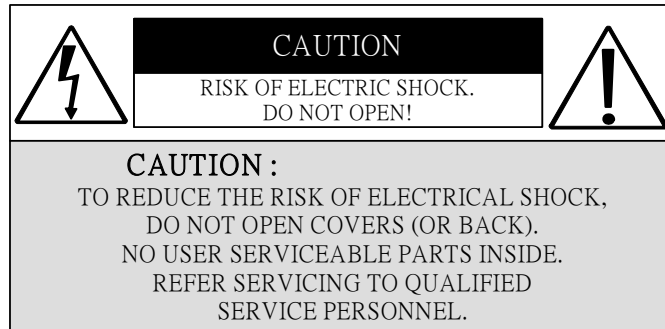 CAUTION
RISK OF ELECTRIC SHOCK.
DO NOT OPEN!
CAUTION :
TO REDUCE THE RISK OF ELECTRICAL SHOCK,
DO NOT OPEN COVERS (OR BACK).
NO USER SERVICEABLE PARTS INSIDE.
REFER SERVICING TO QUALIFIED
SERVICE PERSONNEL.